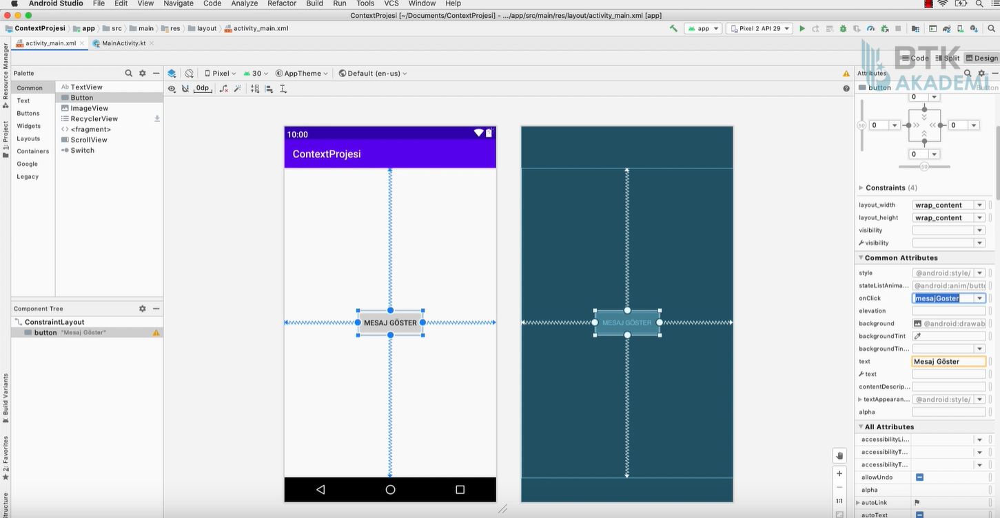 Android Studio File Edit View Navigate Code Analyze Refactor Build Run Tools VCS Window Help
ContextProjesi [~/Documents/ContextProjesi] - .../app/src/main/res/layout/activity_main.xml [app]
ContextProjesi app src main res layout activity_main.xml
app Pixel 2 API 29
activity_main.xml MainActivity.kt
BTK AKADEMİ
Code Split Design
Resource Manager
1: Project
Build Variants
2: Favorites
Structure
Palette
Common
Text
Buttons
Widgets
Layouts
Containers
Google
Legacy
Ab TextView
Button
ImageView
RecyclerView
<fragment>
ScrollView
Switch
Component Tree
ConstraintLayout
button "Mesaj Göster"
Pixel 30 AppTheme Default (en-us)
0dp
10:00
ContextProjesi
MESAJ GÖSTER
MESAJ GÖSTER
1:1
Attributes
button Button
0
50 0 0
0
50
Constraints (4)
layout_width wrap_content
layout_height wrap_content
visibility
visibility
Common Attributes
style @android:style/
stateListAnima... @android:anim/butt
onClick mesajGoster
elevation
background @android:drawab
backgroundTint
backgroundTin...
text Mesaj Göster
text
contentDescrip...
textAppearan... @android:style/
alpha
All Attributes
accessibilityLi...
accessibilityT...
accessibilityT...
allowUndo
alpha
autoLink
autoText